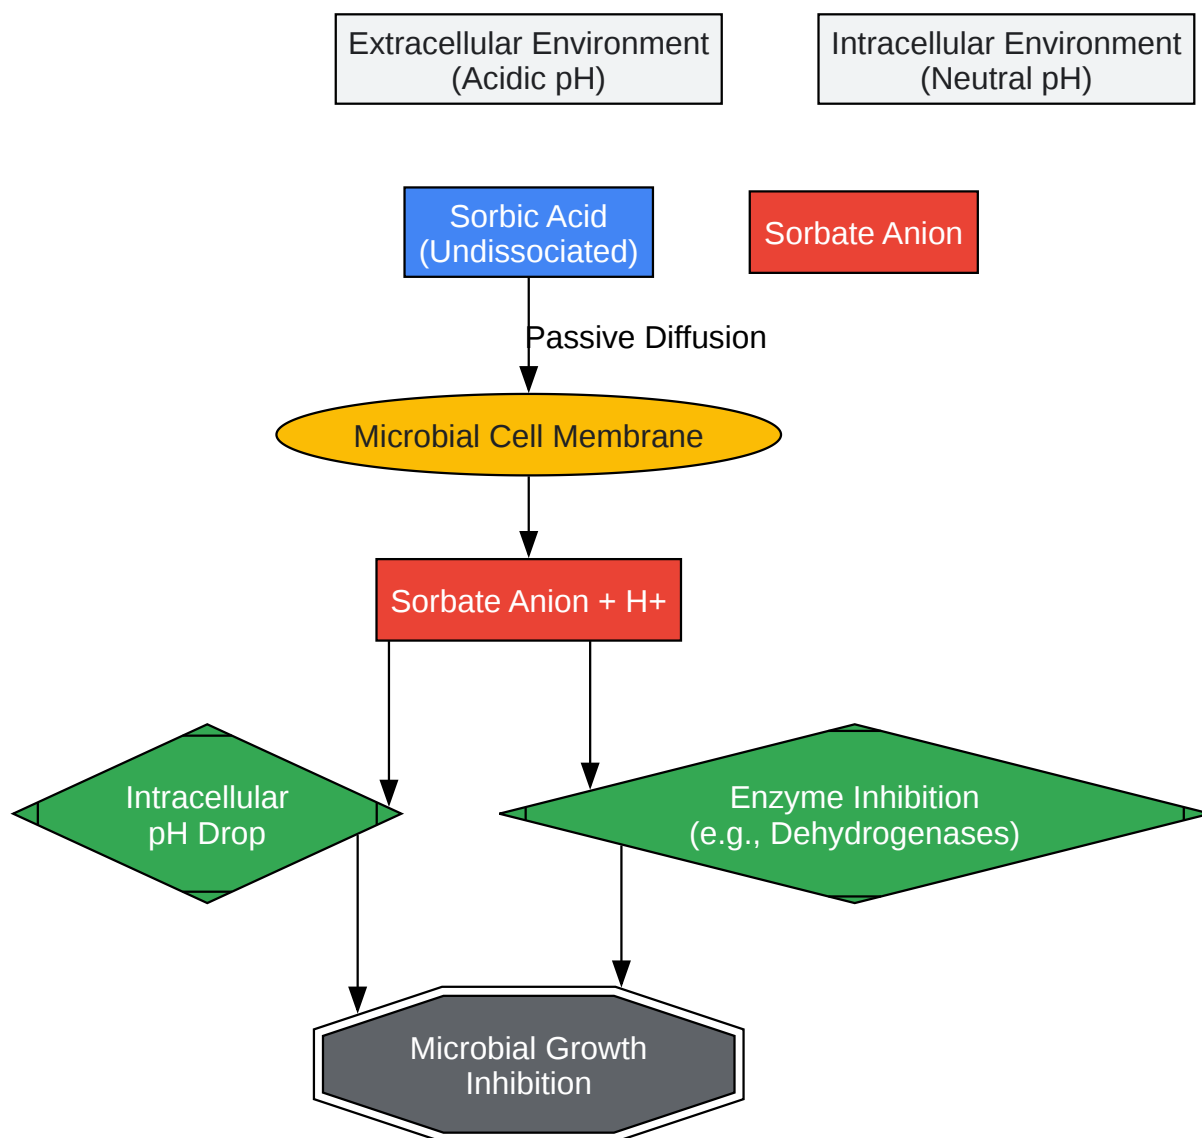 Extracellular Environment
(Acidic pH)
Intracellular Environment
(Neutral pH)
Sorbic Acid
(Undissociated)
Sorbate Anion
Passive Diffusion
Microbial Cell Membrane
Sorbate Anion + H+
Intracellular
pH Drop
Enzyme Inhibition
(e.g., Dehydrogenases)
Microbial Growth
Inhibition